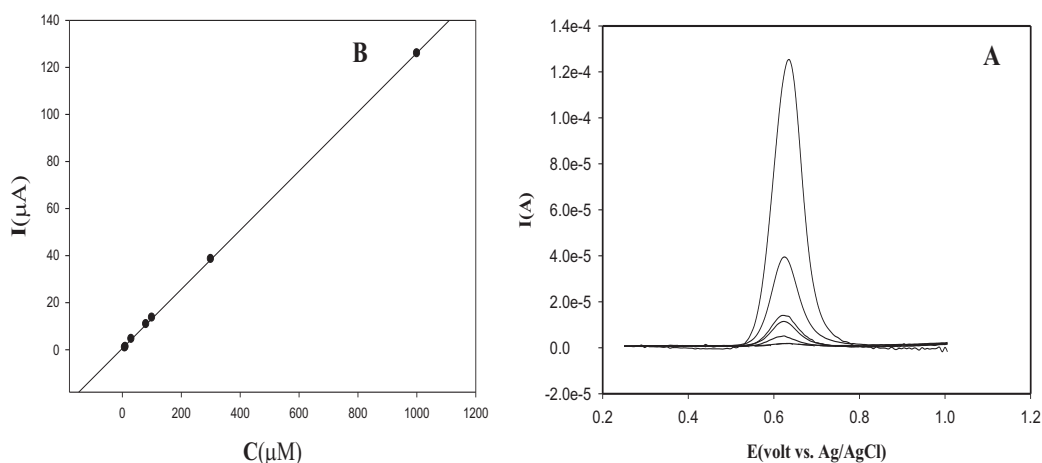 140
120
100
80
60
40
20
0
B
I(μA)
0 200 400 600 800 1000 1200
C(μM)
1.4e-4
1.2e-4
1.0e-4
8.0e-5
6.0e-5
4.0e-5
2.0e-5
0.0
-2.0e-5
A
I(A)
0.2 0.4 0.6 0.8 1.0 1.2
E(volt vs. Ag/AgCl)